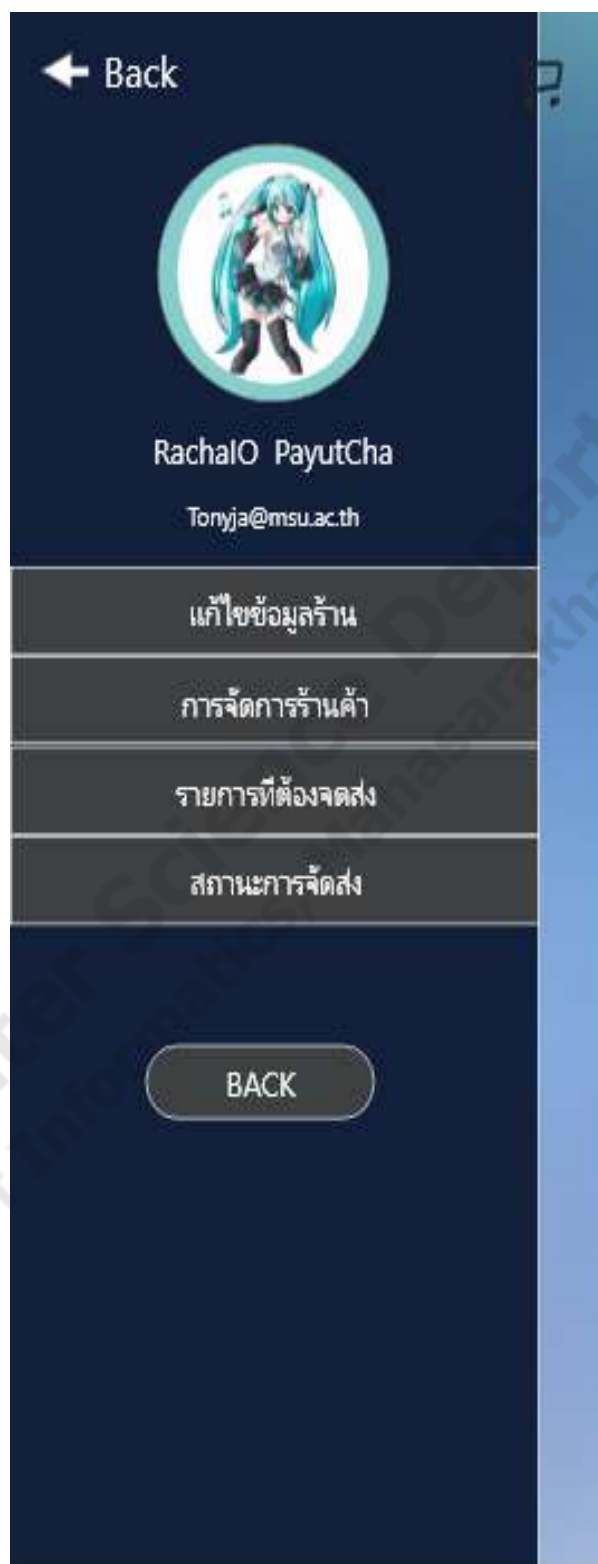 Back
RachaIO PayutCha
Tonyja@msu.ac.th
แก้ไขข้อมูลร้าน
การจัดการร้านค้า
รายการที่ต้องจดส่ง
สถานะการจัดส่ง
BACK